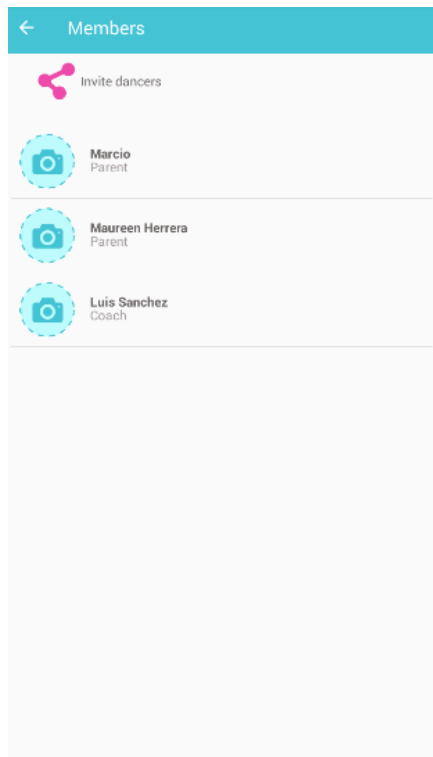 Members
Invite dancers
Marcio
Parent
Maureen Herrera
Parent
Luis Sanchez
Coach